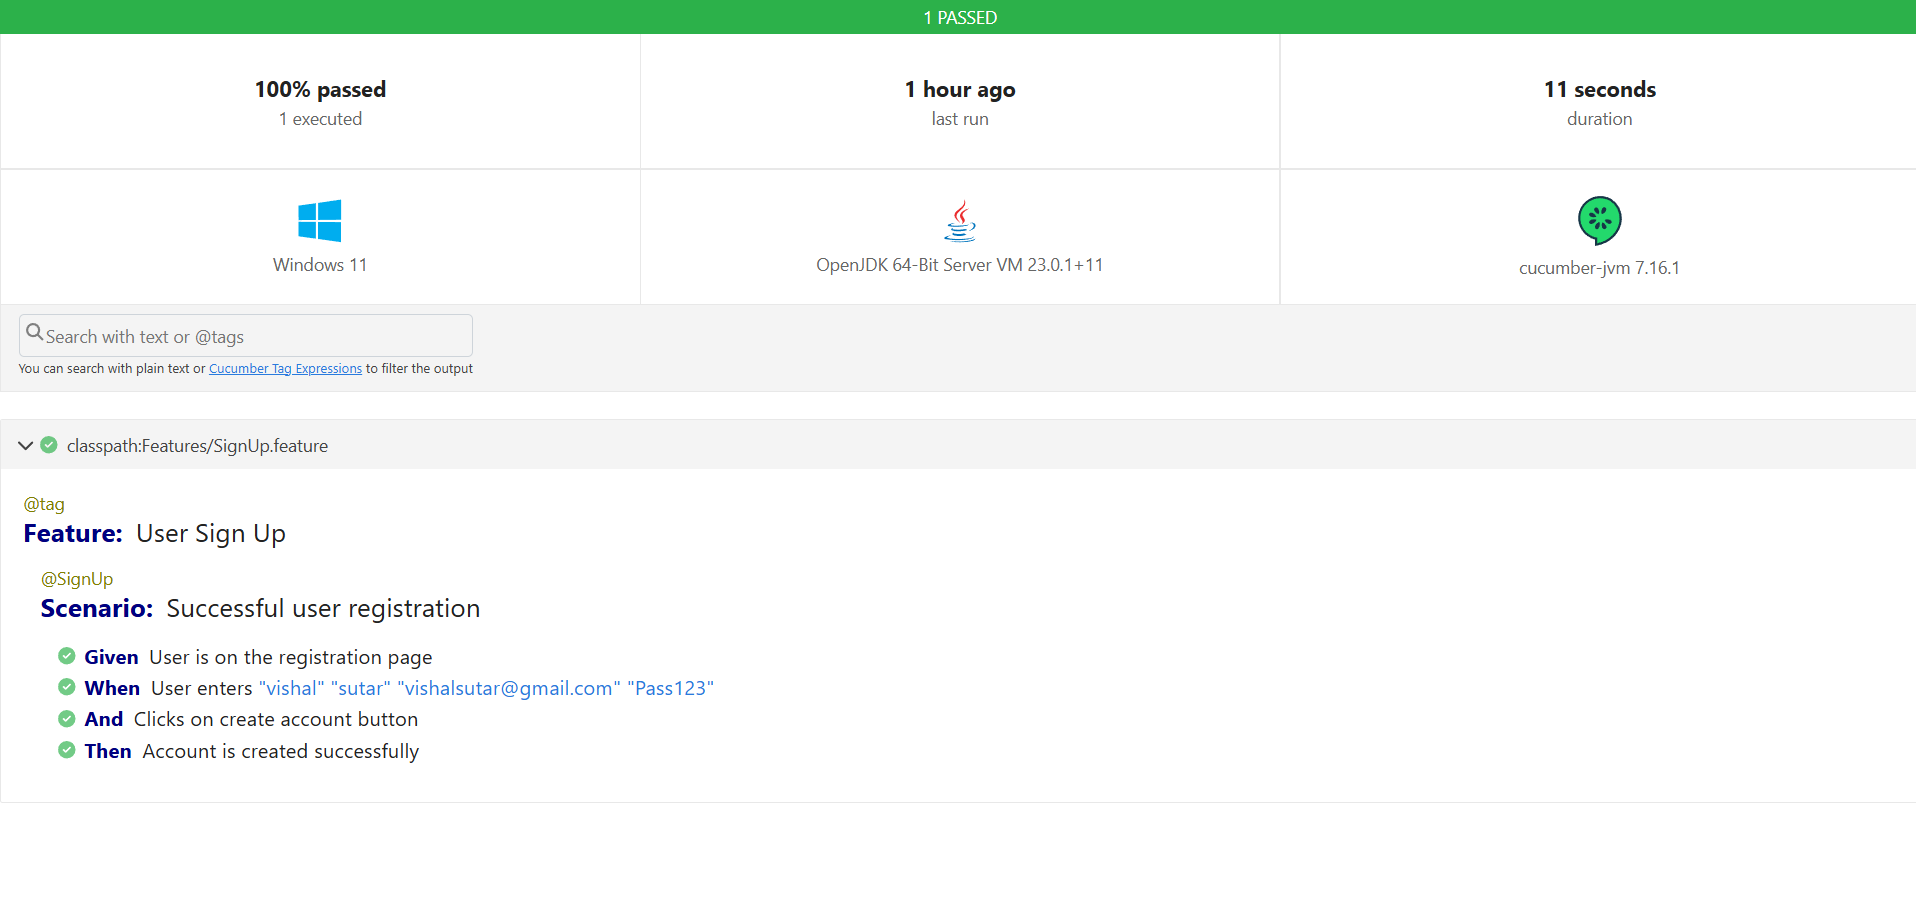 1 PASSED
100% passed
1 executed
1 hour ago
last run
11 seconds
duration
Windows 11
OpenJDK 64-Bit Server VM 23.0.1+11
cucumber-jvm 7.16.1
Search with text or @tags
You can search with plain text or Cucumber Tag Expressions to filter the output
classpath:Features/SignUp.feature
@tag
Feature: User Sign Up
@SignUp
Scenario: Successful user registration
Given User is on the registration page
When User enters "vishal" "sutar" "vishalsutar@gmail.com" "Pass123"
And Clicks on create account button
Then Account is created successfully